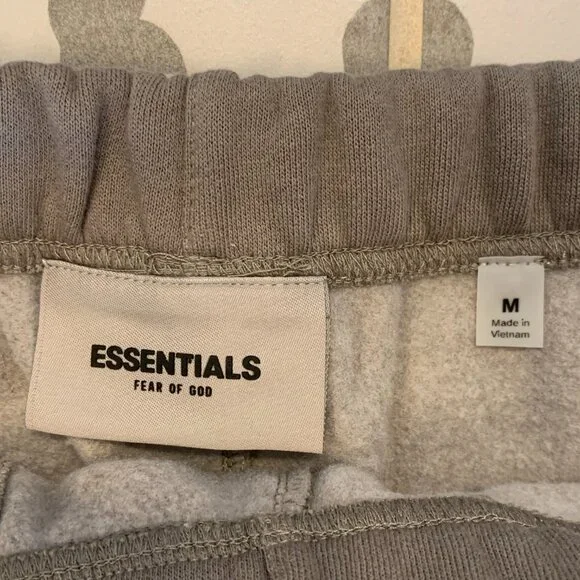 ESSENTIALS
FEAR OF GOD
M
Made in
Vietnam